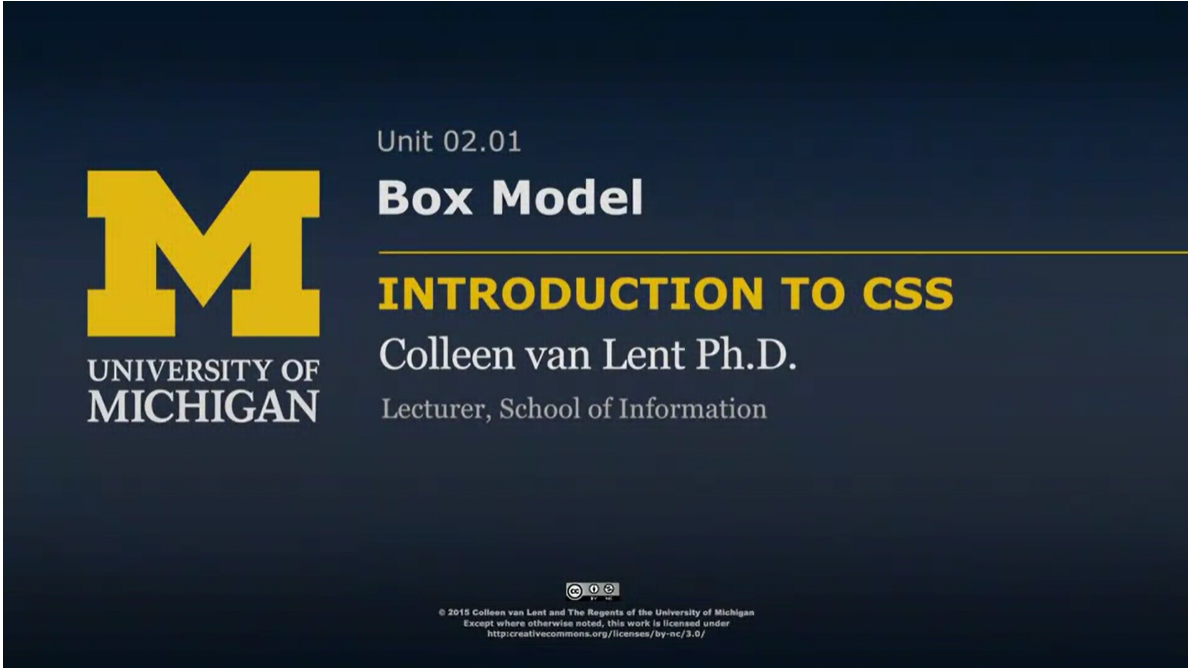 M
UNIVERSITY OF
MICHIGAN
Unit 02.01
Box Model
INTRODUCTION TO CSS
Colleen van Lent Ph.D.
Lecturer, School of Information
cc
BY NC
© 2015 Colleen van Lent and The Regents of the University of Michigan
Except where otherwise noted, this work is licensed under
http:creativecommons.org/licenses/by-nc/3.0/